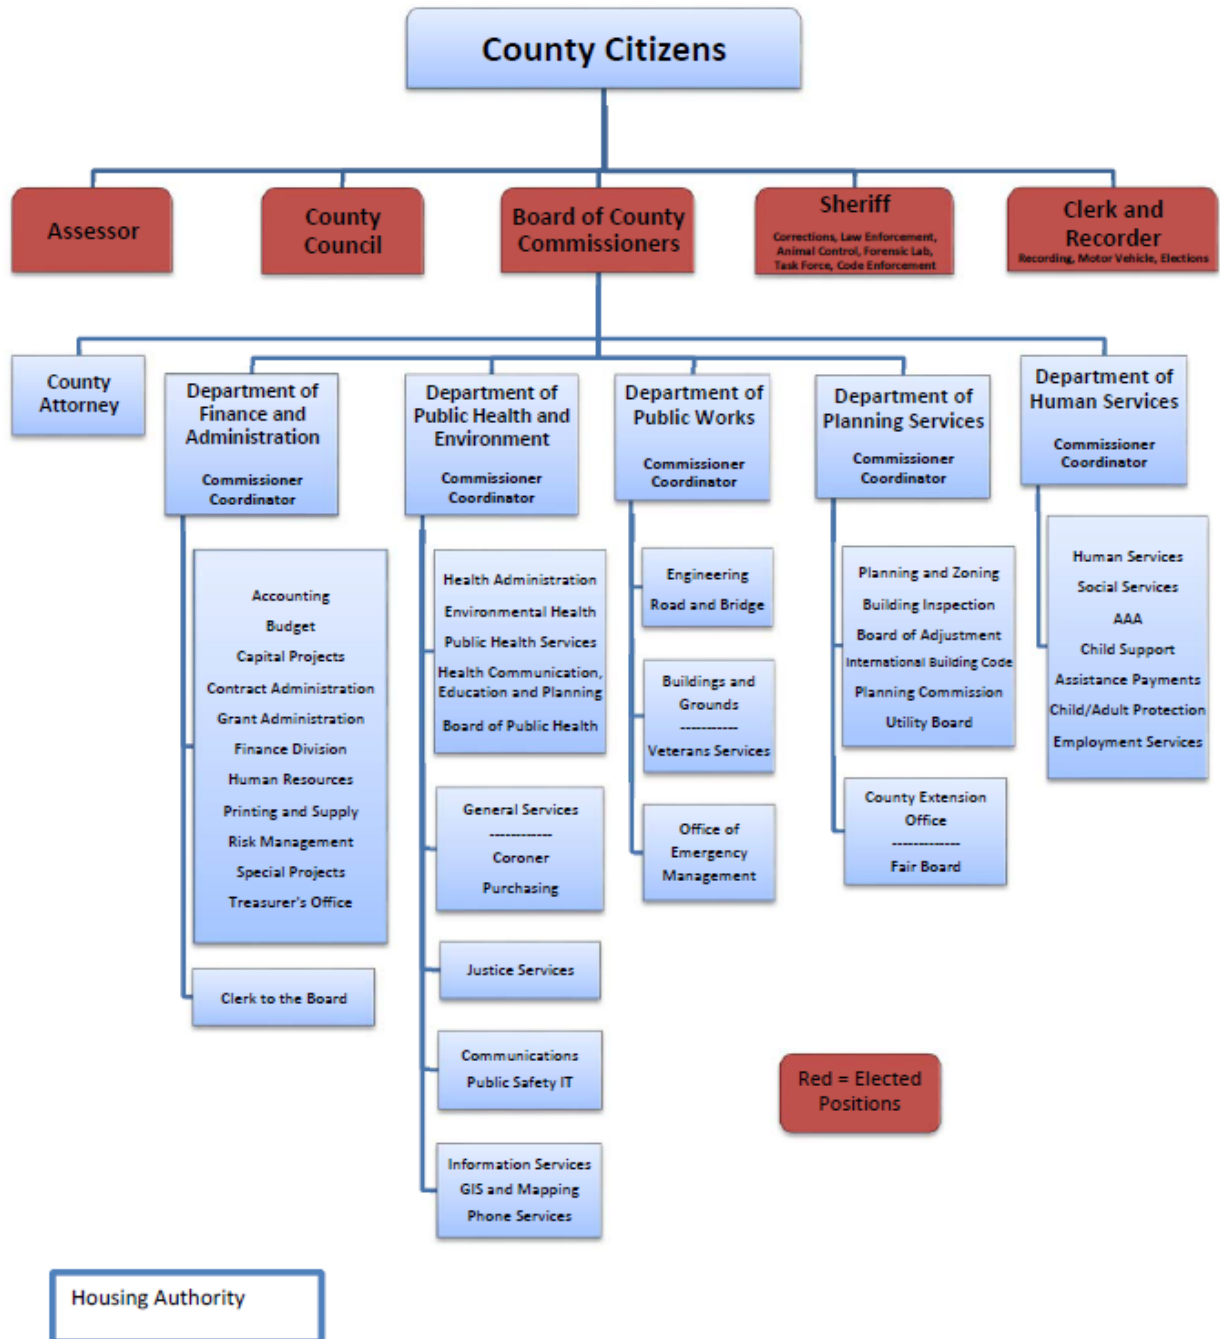 County Citizens
Assessor
County
Council
Board of County
Commissioners
Sheriff
Corrections, Law Enforcement,
Animal Control, Forensic Lab,
Task Force, Code Enforcement
Clerk and
Recorder
Recording, Motor Vehicle, Elections
County
Attorney
Department of
Finance and
Administration
Commissioner
Coordinator
Department of
Public Health and
Environment
Commissioner
Coordinator
Department of
Public Works
Commissioner
Coordinator
Department of
Planning Services
Commissioner
Coordinator
Department of
Human Services
Commissioner
Coordinator
Accounting
Budget
Capital Projects
Contract Administration
Grant Administration
Finance Division
Human Resources
Printing and Supply
Risk Management
Special Projects
Treasurer's Office
Clerk to the Board
Health Administration
Environmental Health
Public Health Services
Health Communication,
Education and Planning
Board of Public Health
General Services
------------
Coroner
Purchasing
Justice Services
Communications
Public Safety IT
Information Services
GIS and Mapping
Phone Services
Engineering
Road and Bridge
Buildings and
Grounds
-----------
Veterans Services
Office of
Emergency
Management
Planning and Zoning
Building Inspection
Board of Adjustment
International Building Code
Planning Commission
Utility Board
County Extension
Office
-------------
Fair Board
Human Services
Social Services
AAA
Child Support
Assistance Payments
Child/Adult Protection
Employment Services
Red = Elected
Positions
Housing Authority